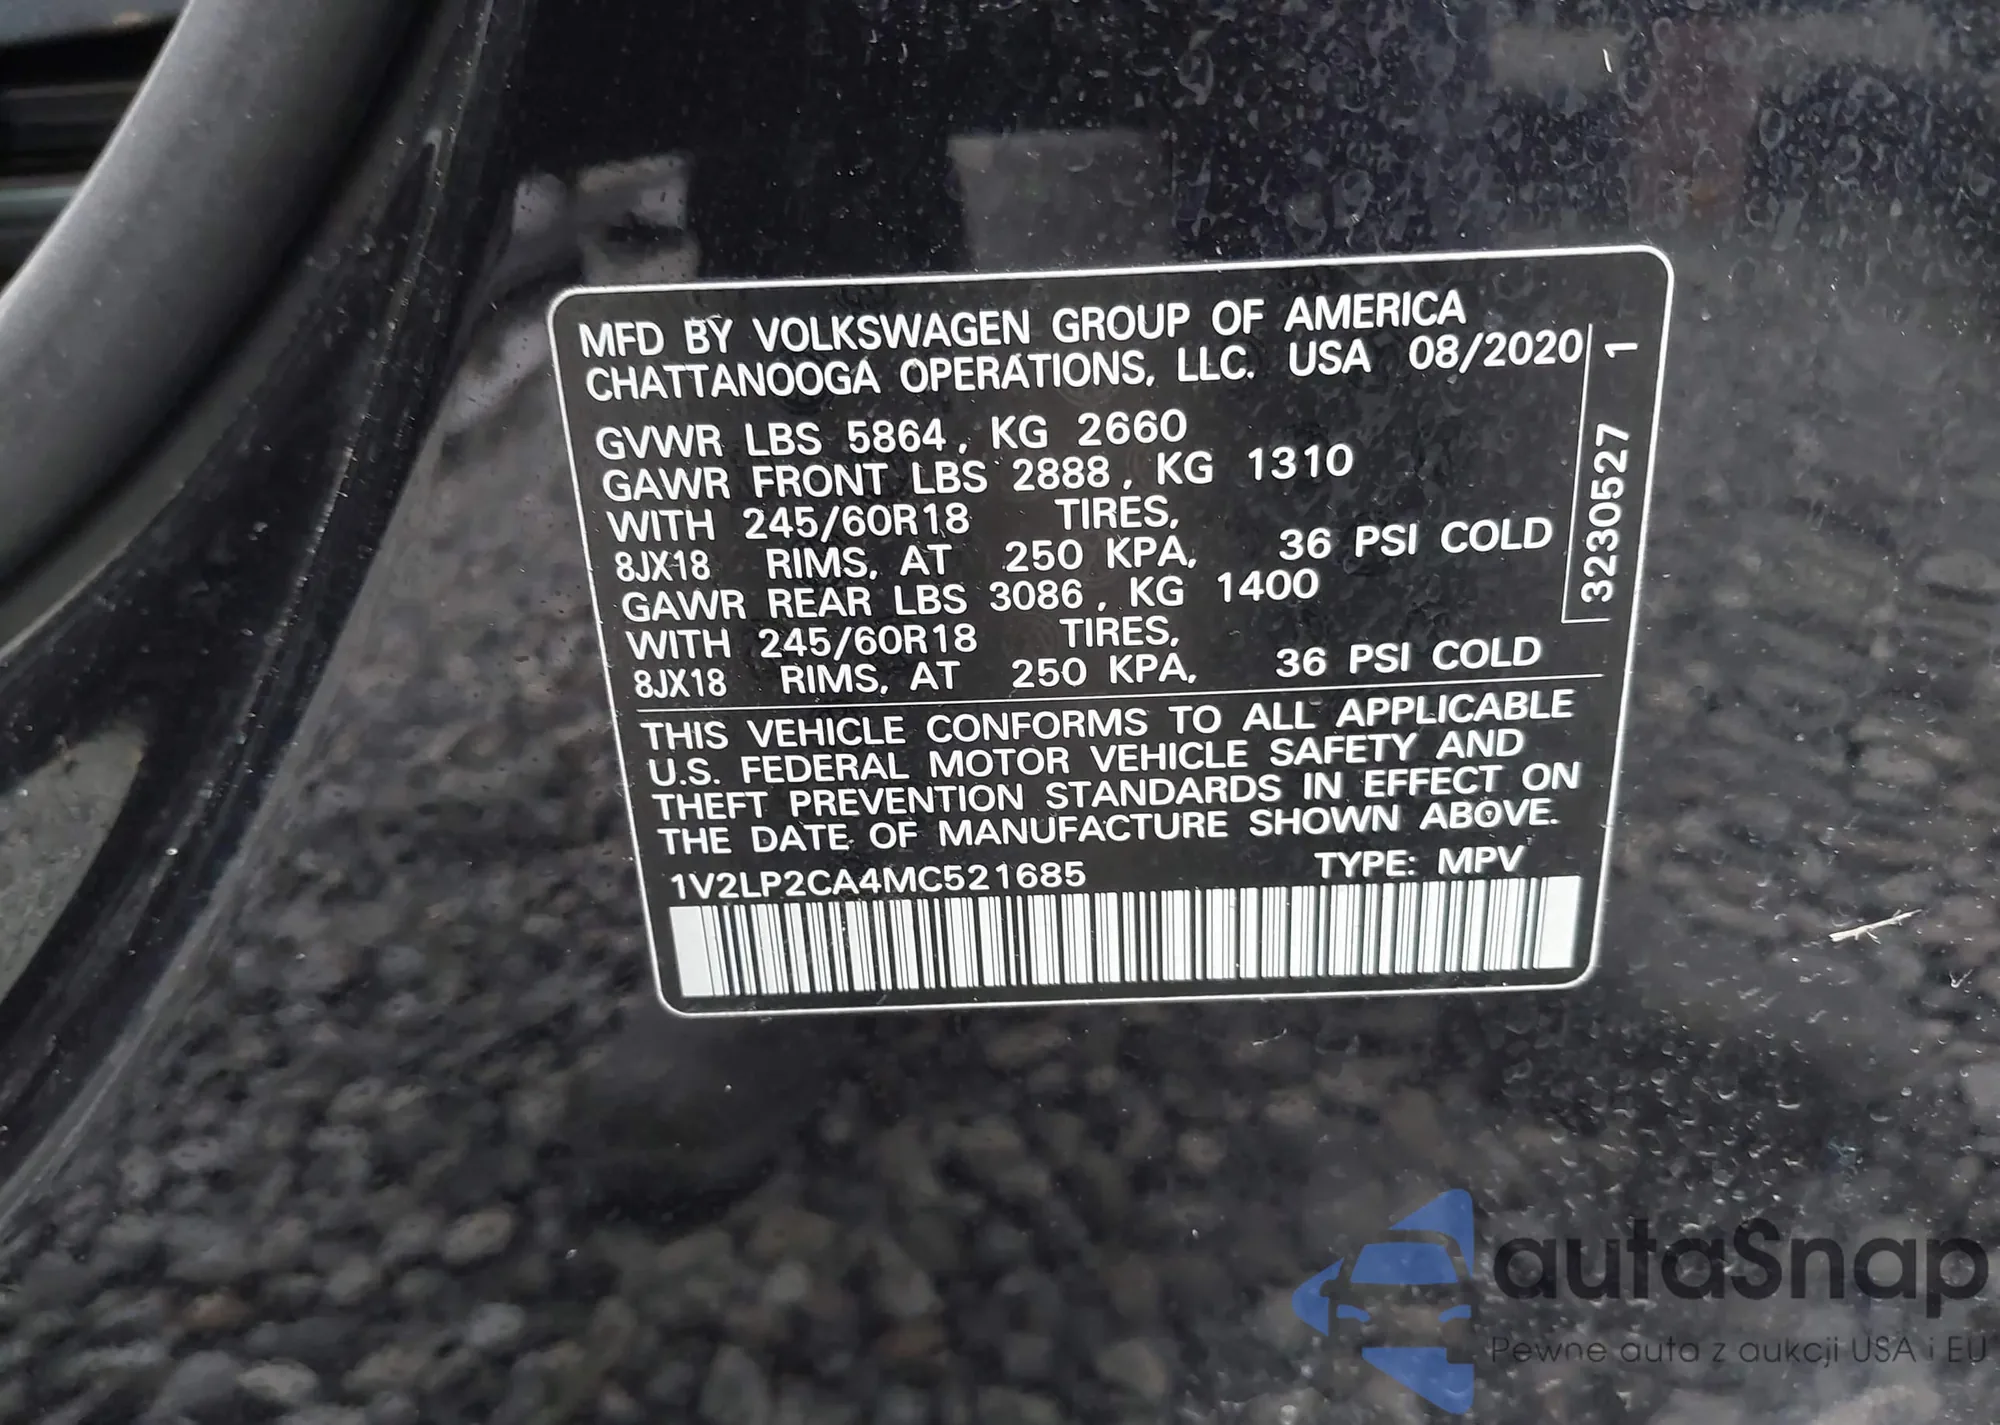 MFD BY VOLKSWAGEN GROUP OF AMERICA
CHATTANOOGA OPERATIONS, LLC. USA 08/2020
GVWR LBS 5864, KG 2660
GAWR FRONT LBS 2888, KG 1310
WITH 245/60R18 TIRES,
8JX18 RIMS, AT 250 KPA, 36 PSI COLD
GAWR REAR LBS 3086, KG 1400
WITH 245/60R18 TIRES,
8JX18 RIMS, AT 250 KPA, 36 PSI COLD
3230527 1
THIS VEHICLE CONFORMS TO ALL APPLICABLE
U.S. FEDERAL MOTOR VEHICLE SAFETY AND
THEFT PREVENTION STANDARDS IN EFFECT ON
THE DATE OF MANUFACTURE SHOWN ABOVE.
1V2LP2CA4MC521685 TYPE: MPV
autaSnap
Pewne auta z aukcji USA i EU